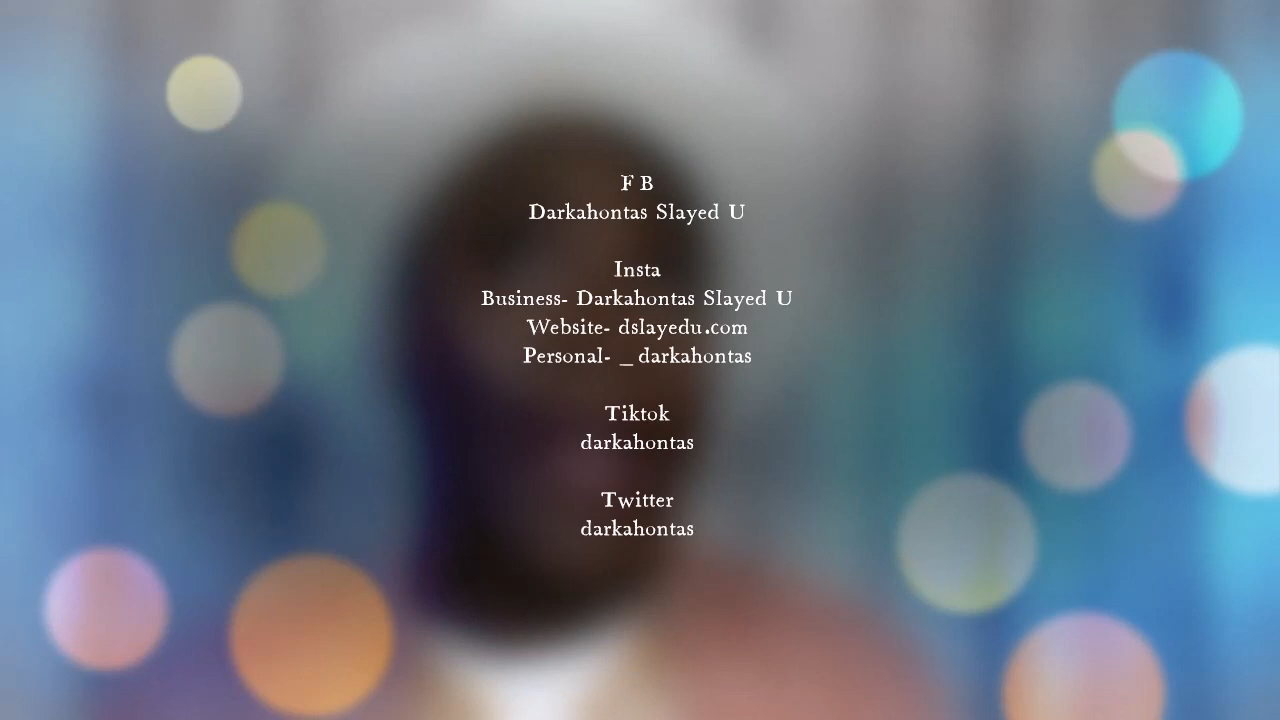 F B
Darkahontas Slayed U
Insta
Business- Darkahontas Slayed U
Website- dslayedu.com
Personal- _darkahontas
Tiktok
darkahontas
Twitter
darkahontas